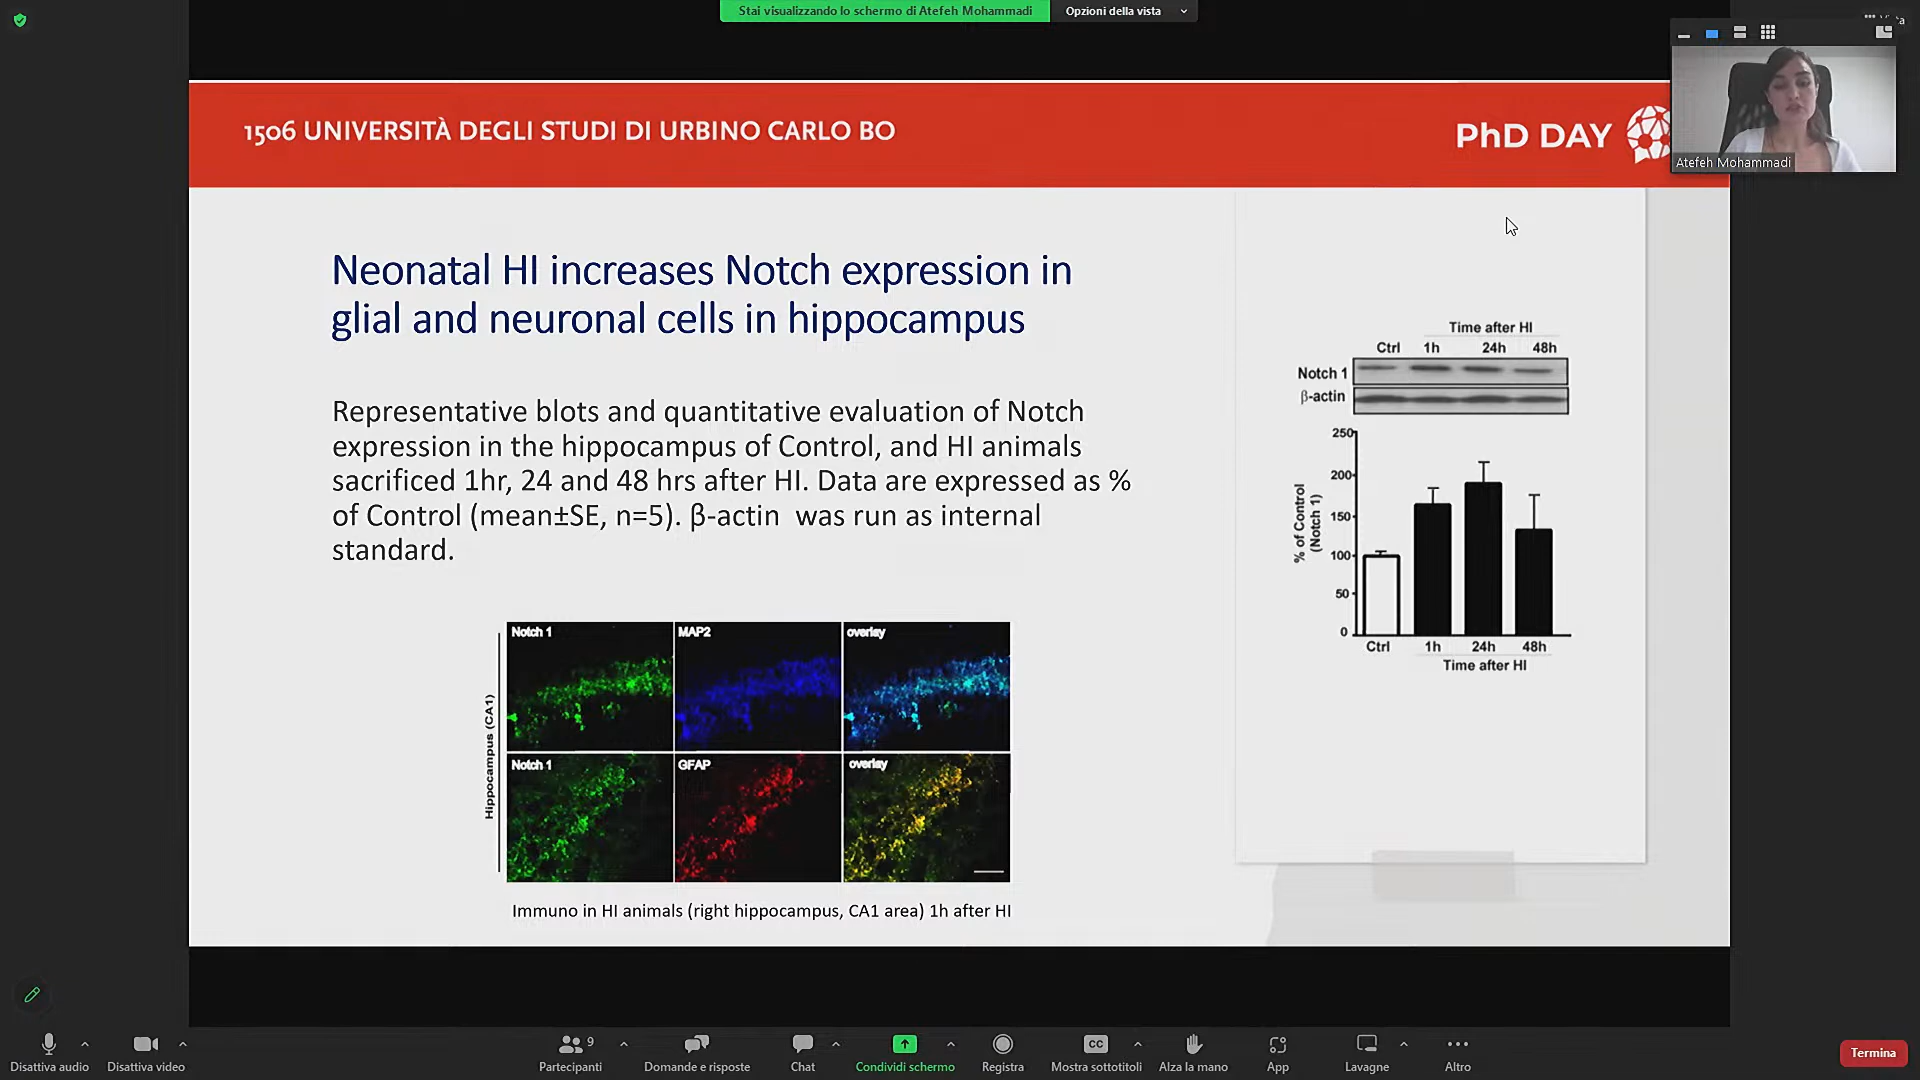 Stai visualizzando lo schermo di Atefeh Mohammadi
Opzioni della vista
1506 UNIVERSITÀ DEGLI STUDI DI URBINO CARLO BO
PhD DAY
Atefeh Mohammadi
Neonatal HI increases Notch expression in
glial and neuronal cells in hippocampus
Representative blots and quantitative evaluation of Notch
expression in the hippocampus of Control, and HI animals
sacrificed 1hr, 24 and 48 hrs after HI. Data are expressed as %
of Control (mean±SE, n=5). β-actin was run as internal
standard.
Time after HI
Ctrl 1h 24h 48h
Notch 1
β-actin
% of Control
(Notch 1)
250
200
150
100
50
0
Ctrl 1h 24h 48h
Time after HI
Hippocampus (CA1)
Notch 1 MAP2 overlay
Notch 1 GFAP overlay
Immuno in HI animals (right hippocampus, CA1 area) 1h after HI
Disattiva audio
Disattiva video
9
Partecipanti
Domande e risposte
Chat
Condividi schermo
Registra
CC
Mostra sottotitoli
Alza la mano
App
Lavagne
Altro
Termina